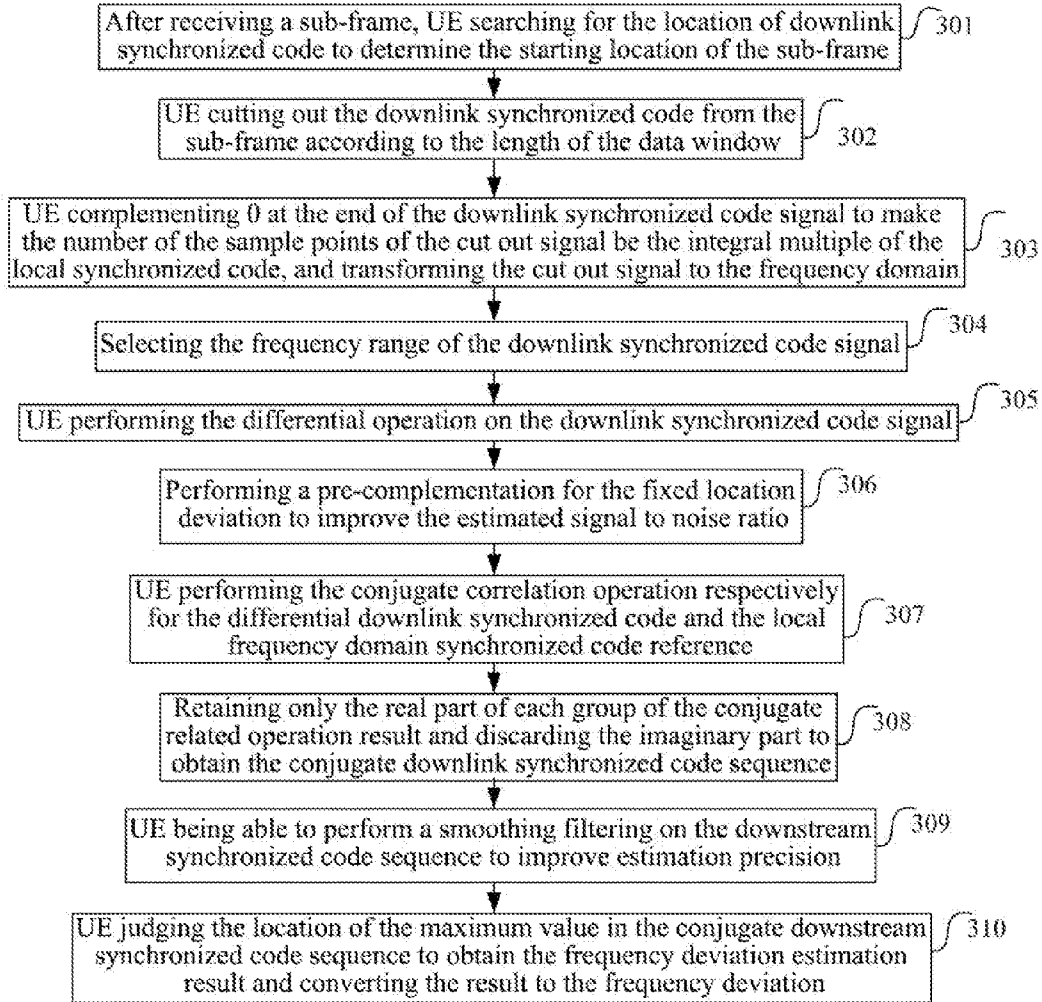 After receiving a sub-frame, UE searching for the location of downlink
synchronized code to determine the starting location of the sub-frame
301
UE cutting out the downlink synchronized code from the
sub-frame according to the length of the data window
302
UE complementing 0 at the end of the downlink synchronized code signal to make
the number of the sample points of the cut out signal be the integral multiple of the
local synchronized code, and transforming the cut out signal to the frequency domain
303
Selecting the frequency range of the downlink synchronized code signal
304
UE performing the differential operation on the downlink synchronized code signal
305
Performing a pre-complementation for the fixed location
deviation to improve the estimated signal to noise ratio
306
UE performing the conjugate correlation operation respectively
for the differential downlink synchronized code and the local
frequency domain synchronized code reference
307
Retaining only the real part of each group of the conjugate
related operation result and discarding the imaginary part to
obtain the conjugate downlink synchronized code sequence
308
UE being able to perform a smoothing filtering on the downstream
synchronized code sequence to improve estimation precision
309
UE judging the location of the maximum value in the conjugate downstream
synchronized code sequence to obtain the frequency deviation estimation
result and converting the result to the frequency deviation
310